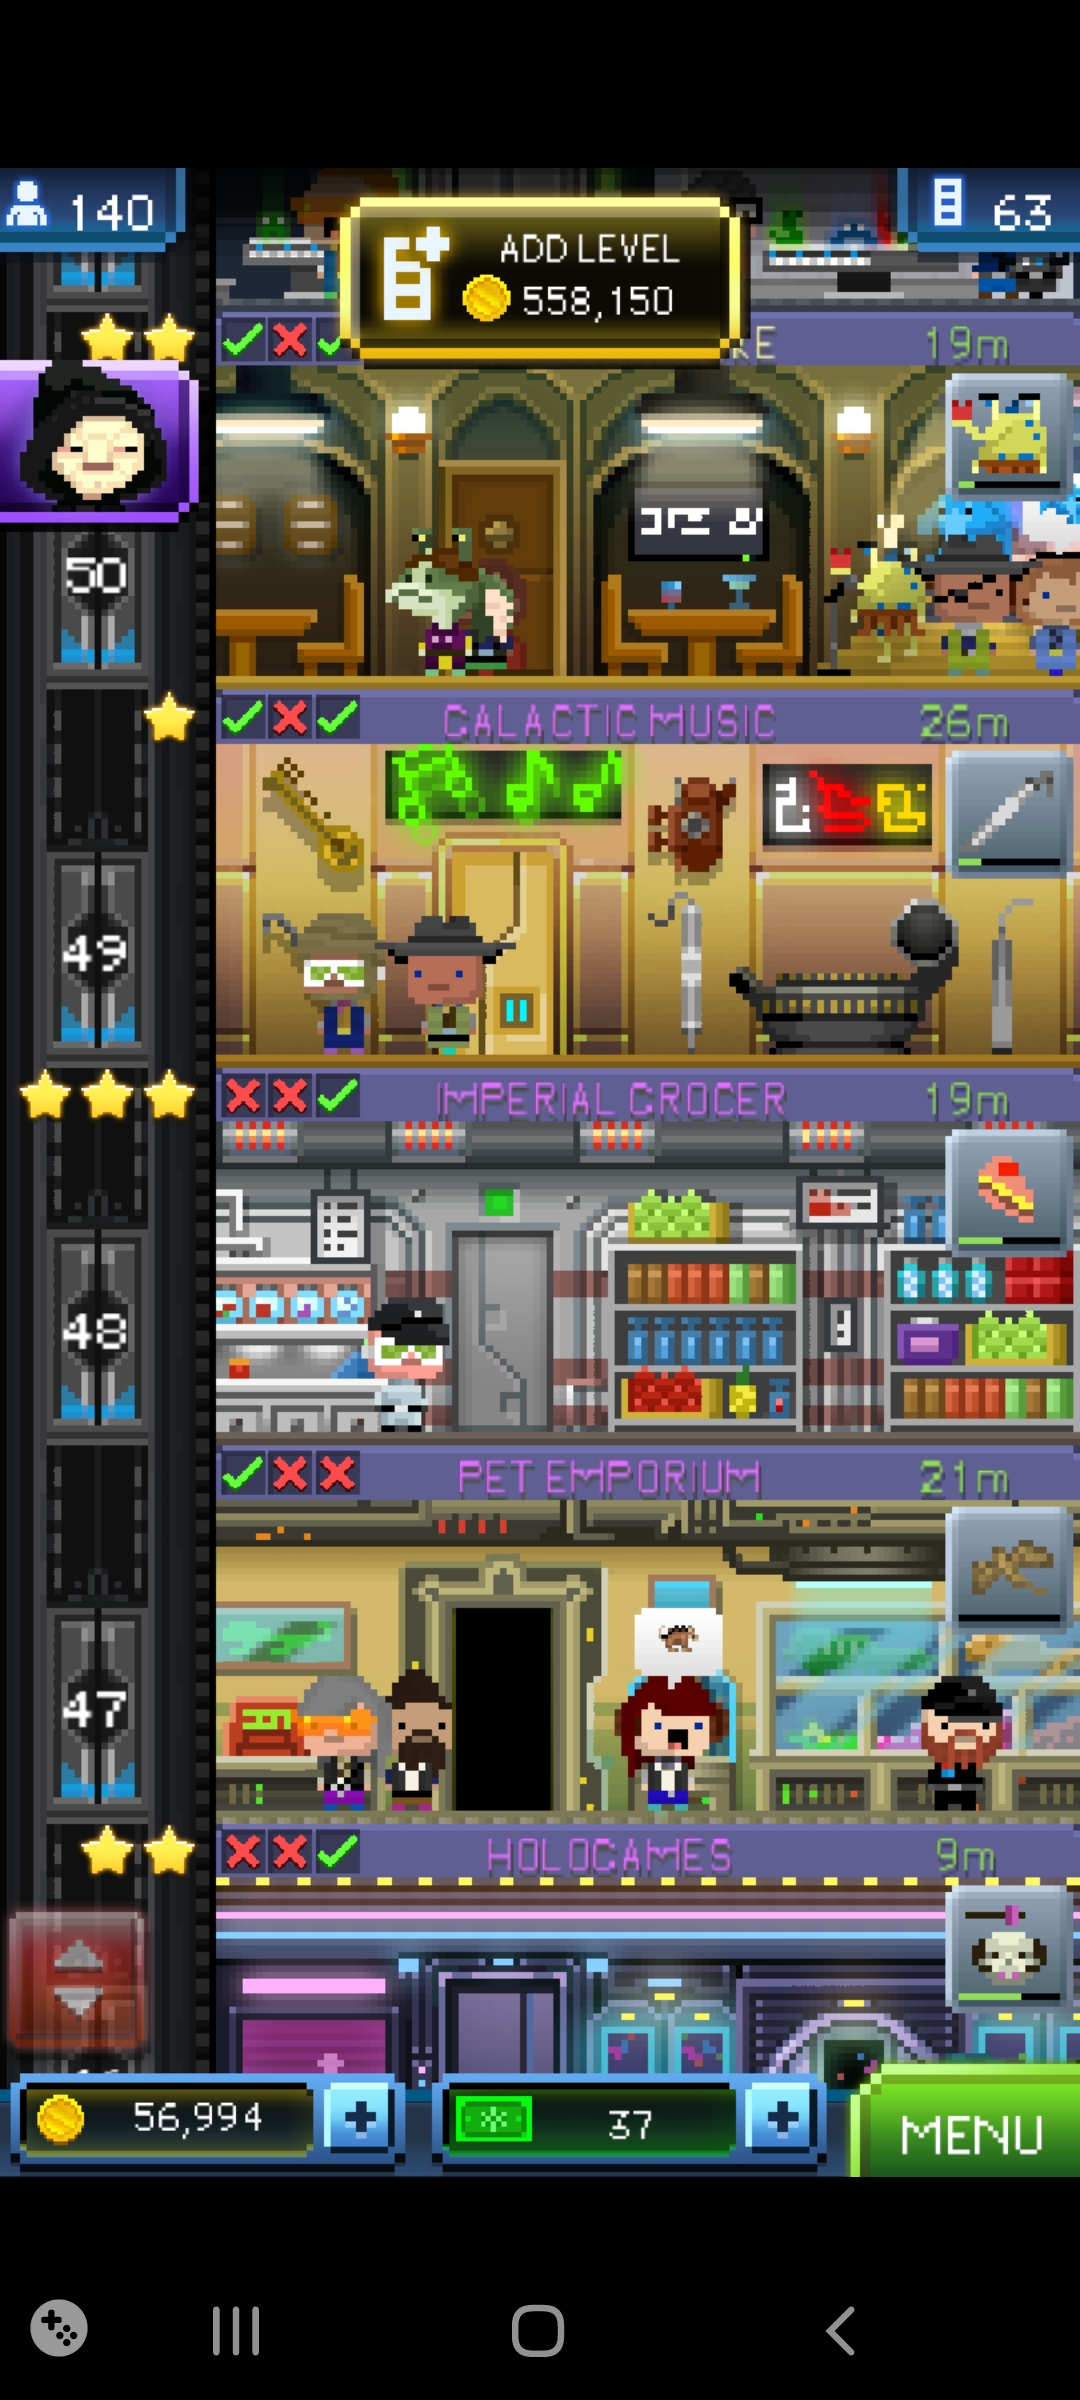 140
ADD LEVEL
558,150
63
KE
19m
50
GALACTIC MUSIC
26m
49
IMPERIAL GROCER
19m
48
PET EMPORIUM
21m
47
HOLOGAMES
9m
56,994
37
MENU